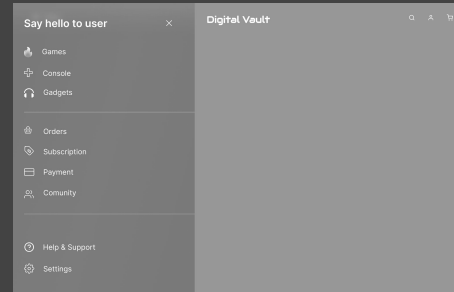 Say hello to user
Digital Vault
Games
Console
Gadgets
Orders
Subscription
Payment
Comunity
Help & Support
Settings